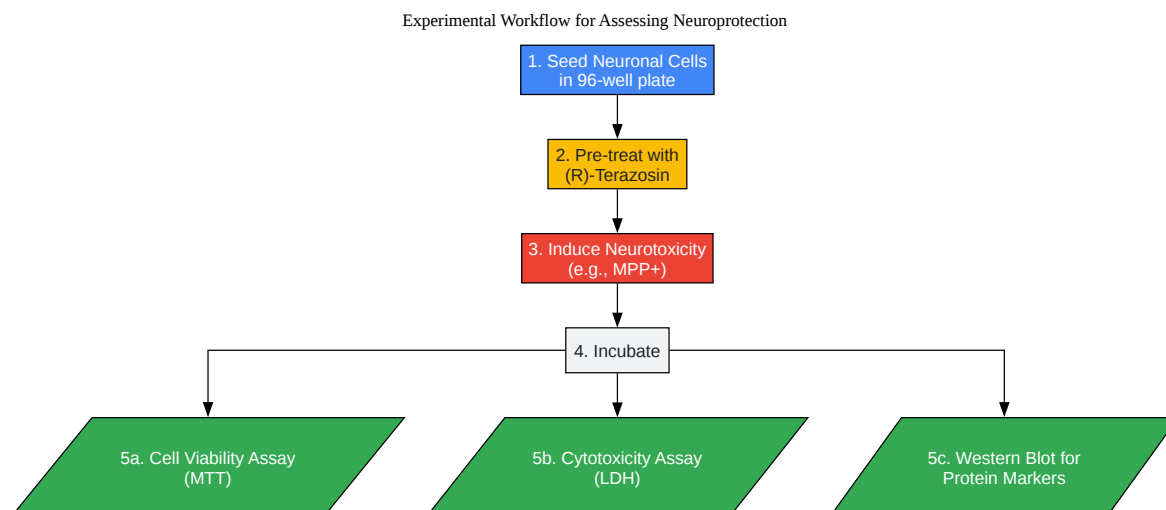 Experimental Workflow for Assessing Neuroprotection
1. Seed Neuronal Cells
in 96-well plate
2. Pre-treat with
(R)-Terazosin
3. Induce Neurotoxicity
(e.g., MPP+)
4. Incubate
5a. Cell Viability Assay
(MTT)
5b. Cytotoxicity Assay
(LDH)
5c. Western Blot for
Protein Markers